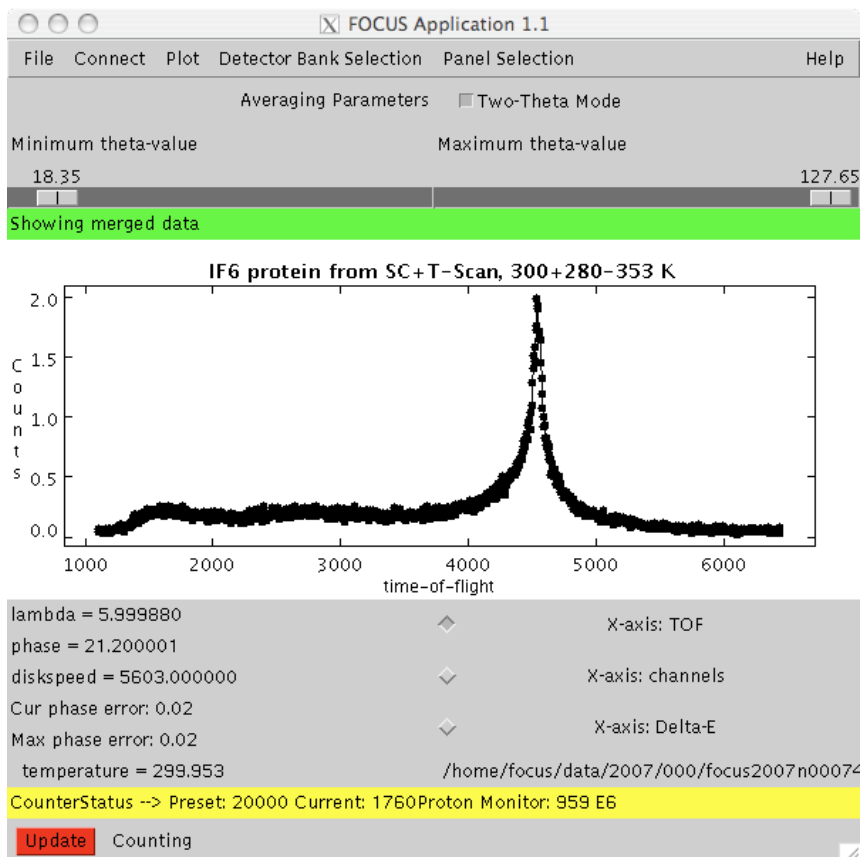 X FOCUS Application 1.1
File Connect Plot Detector Bank Selection Panel Selection Help
Averaging Parameters Two-Theta Mode
Minimum theta-value Maximum theta-value
18.35 127.65
Showing merged data
IF6 protein from SC+T-Scan, 300+280-353 K
2.0
1.5
1.0
0.5
0.0
Counts
1000 2000 3000 4000 5000 6000
time-of-flight
lambda = 5.999880
X-axis: TOF
phase = 21.200001
diskspeed = 5603.000000
X-axis: channels
Cur phase error: 0.02
X-axis: Delta-E
Max phase error: 0.02
temperature = 299.953 /home/focus/data/2007/000/focus2007n00074
CounterStatus --> Preset: 20000 Current: 1760Proton Monitor: 959 E6
Update Counting